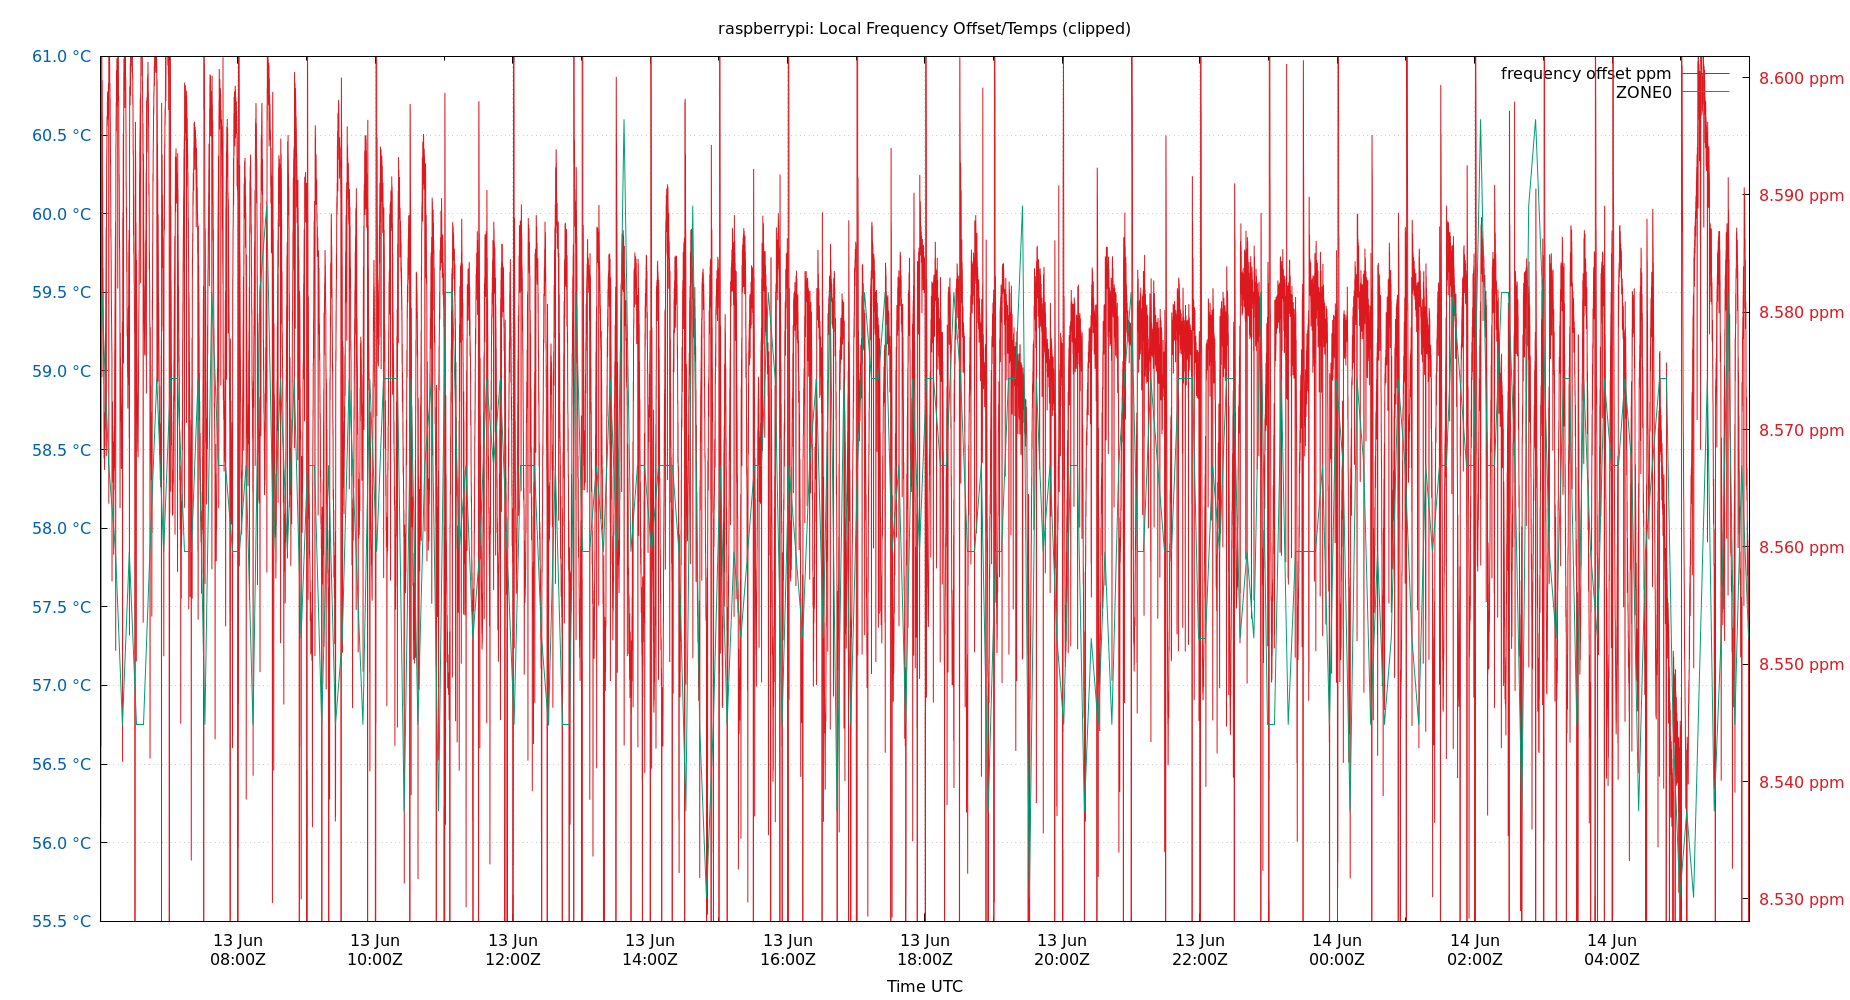 raspberrypi: Local Frequency Offset/Temps (clipped)
61.0 °C
60.5 °C
60.0 °C
59.5 °C
59.0 °C
58.5 °C
58.0 °C
57.5 °C
57.0 °C
56.5 °C
56.0 °C
55.5 °C
frequency offset ppm
ZONE0
8.600 ppm
8.590 ppm
8.580 ppm
8.570 ppm
8.560 ppm
8.550 ppm
8.540 ppm
8.530 ppm
13 Jun
08:00Z
13 Jun
10:00Z
13 Jun
12:00Z
13 Jun
14:00Z
13 Jun
16:00Z
13 Jun
18:00Z
13 Jun
20:00Z
13 Jun
22:00Z
14 Jun
00:00Z
14 Jun
02:00Z
14 Jun
04:00Z
Time UTC